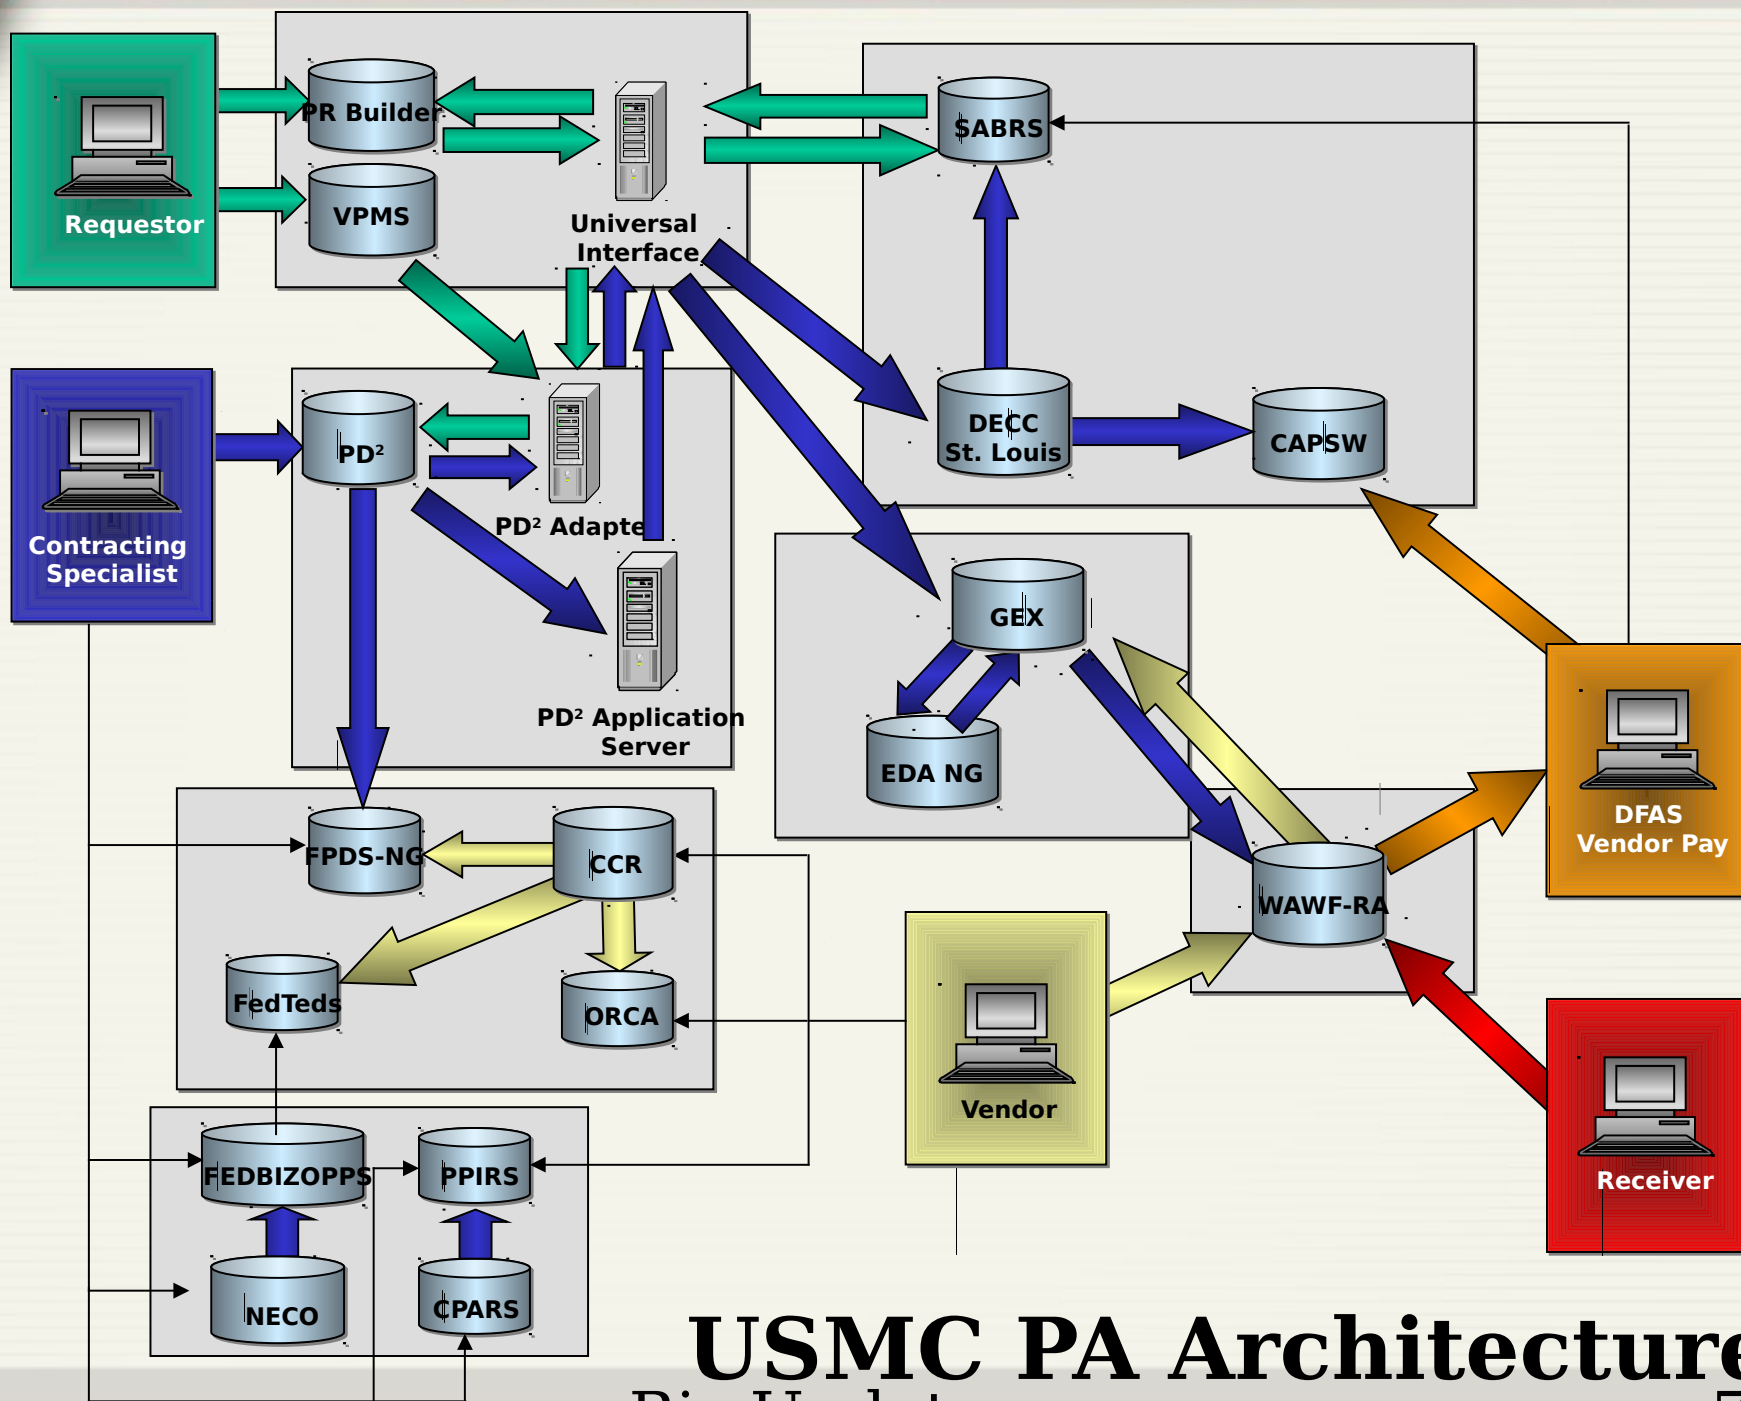 PR Builder
SABRS
VPMS
Requestor
Universal
Interface
DECC
St. Louis
CAPSW
PD²
PD² Adapte
Contracting
Specialist
GEX
PD² Application
Server
EDA NG
DFAS
Vendor Pay
FPDS-NG
CCR
WAWF-RA
FedTeds
ORCA
Vendor
FEDBIZOPPS
PPIRS
Receiver
NECO
CPARS
USMC PA Architecture